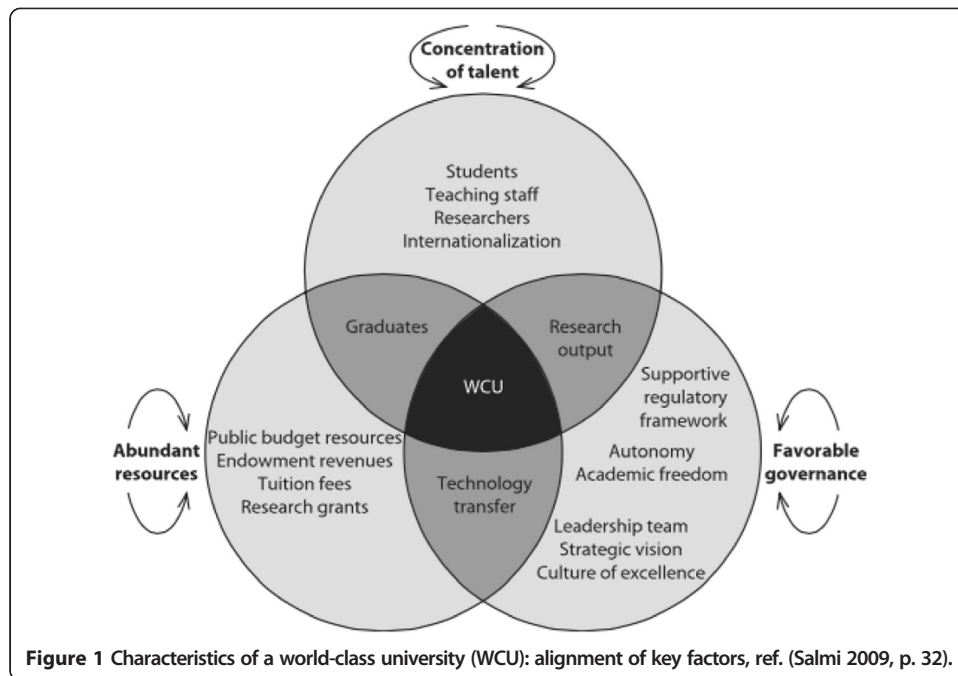 Concentration
of talent
Students
Teaching staff
Researchers
Internationalization
Graduates
Research
output
WCU
Supportive
regulatory
framework
Abundant
resources
Public budget resources
Endowment revenues
Tuition fees
Research grants
Technology
transfer
Autonomy
Academic freedom
Favorable
governance
Leadership team
Strategic vision
Culture of excellence
Figure 1 Characteristics of a world-class university (WCU): alignment of key factors, ref. (Salmi 2009, p. 32).